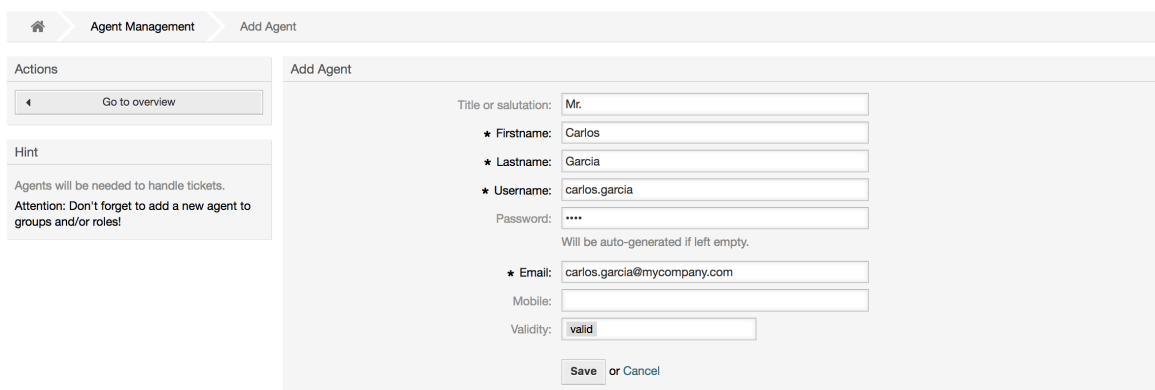 Agent Management Add Agent
Actions
Go to overview
Hint
Agents will be needed to handle tickets.
Attention: Don't forget to add a new agent to
groups and/or roles!
Add Agent
Title or salutation: Mr.
* Firstname: Carlos
* Lastname: Garcia
* Username: carlos.garcia
Password: ••••
Will be auto-generated if left empty.
* Email: carlos.garcia@mycompany.com
Mobile:
Validity: valid
Save or Cancel